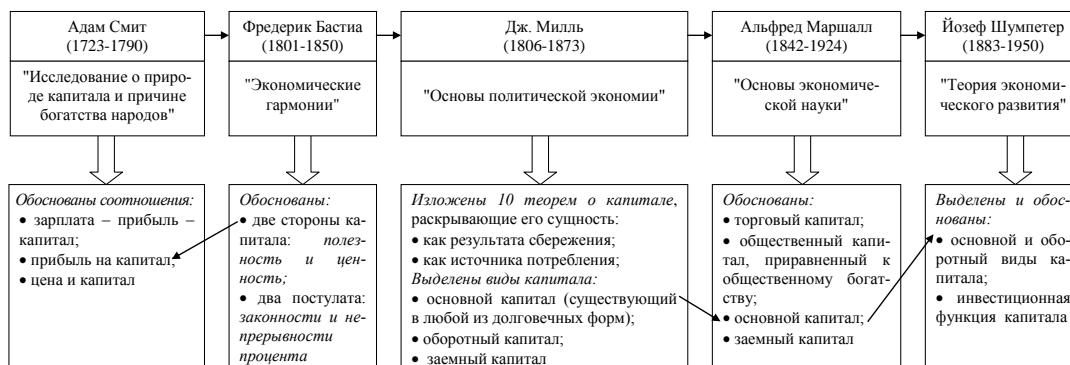 Адам Смит
(1723-1790)
Фредерик Бастиа
(1801-1850)
Дж. Милль
(1806-1873)
Альфред Маршалл
(1842-1924)
Йозеф Шумпетер
(1883-1950)
"Исследование о приро-
де капитала и причине
богатства народов"
"Экономические
гармонии"
"Основы политической экономии"
"Основы экономиче-
ской науки"
"Теория экономи-
ческого развития"
Обоснованы соотношения:
• зарплата – прибыль –
капитал;
• прибыль на капитал;
• цена и капитал
Обоснованы:
• две стороны ка-
питала: полез-
ность и цен-
ность;
• два постулата:
законности и не-
прерывности
процента
Изложены 10 теорем о капитале,
раскрывающие его сущность:
• как результата сбережения;
• как источника потребления;
Выделены виды капитала:
• основной капитал (существующий
в любой из долговечных форм);
• оборотный капитал;
• заемный капитал
Обоснованы:
• торговый капитал;
• общественный капи-
тал, приравненный к
общественному богат-
ству;
• основной капитал;
• заемный капитал
Выделены и обос-
нованы:
• основной и обо-
ротный виды ка-
питала;
• инвестиционная
функция капитала